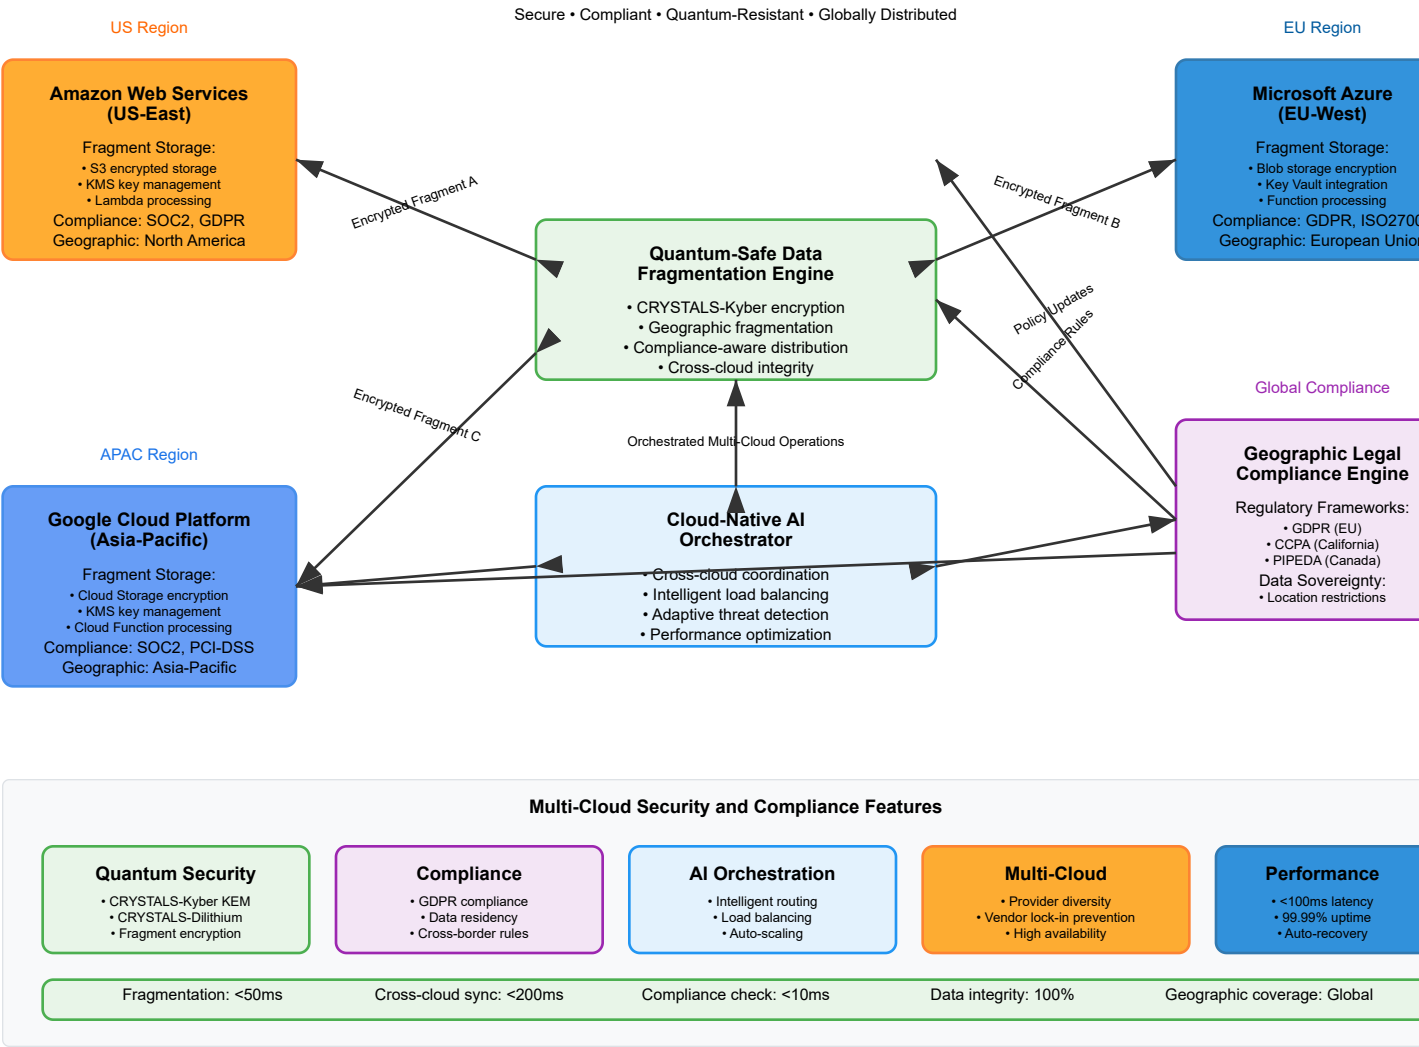 Secure • Compliant • Quantum-Resistant • Globally Distributed
US Region
EU Region
Amazon Web Services
(US-East)
Fragment Storage:
• S3 encrypted storage
• KMS key management
• Lambda processing
Compliance: SOC2, GDPR
Geographic: North America
Microsoft Azure
(EU-West)
Fragment Storage:
• Blob storage encryption
• Key Vault integration
• Function processing
Compliance: GDPR, ISO2700
Geographic: European Union
Encrypted Fragment A
Encrypted Fragment B
Quantum-Safe Data
Fragmentation Engine
• CRYSTALS-Kyber encryption
• Geographic fragmentation
• Compliance-aware distribution
• Cross-cloud integrity
Policy Updates
Compliance Rules
Encrypted Fragment C
Orchestrated Multi-Cloud Operations
Global Compliance
APAC Region
Geographic Legal
Compliance Engine
Regulatory Frameworks:
• GDPR (EU)
• CCPA (California)
• PIPEDA (Canada)
Data Sovereignty:
• Location restrictions
Google Cloud Platform
(Asia-Pacific)
Fragment Storage:
• Cloud Storage encryption
• KMS key management
• Cloud Function processing
Compliance: SOC2, PCI-DSS
Geographic: Asia-Pacific
Cloud-Native AI
Orchestrator
• Cross-cloud coordination
• Intelligent load balancing
• Adaptive threat detection
• Performance optimization
Multi-Cloud Security and Compliance Features
Quantum Security
• CRYSTALS-Kyber KEM
• CRYSTALS-Dilithium
• Fragment encryption
Compliance
• GDPR compliance
• Data residency
• Cross-border rules
AI Orchestration
• Intelligent routing
• Load balancing
• Auto-scaling
Multi-Cloud
• Provider diversity
• Vendor lock-in prevention
• High availability
Performance
• <100ms latency
• 99.99% uptime
• Auto-recovery
Fragmentation: <50ms
Cross-cloud sync: <200ms
Compliance check: <10ms
Data integrity: 100%
Geographic coverage: Global